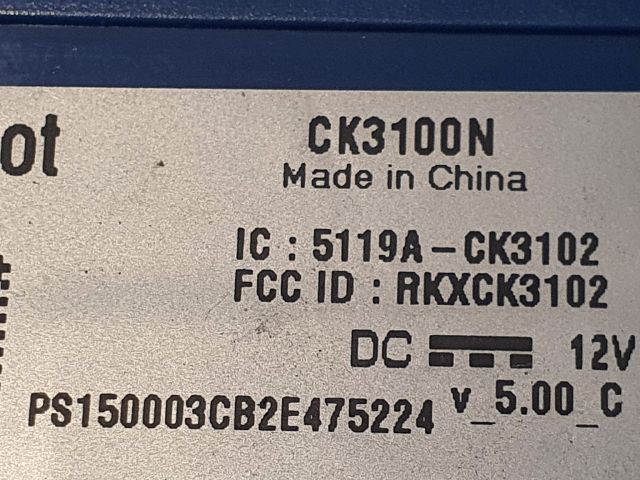 ot
CK3100N
Made in China
IC : 5119A-CK3102
FCC ID : RKXCK3102
DC 12V
PS150003CB2E475224 v_5.00_C